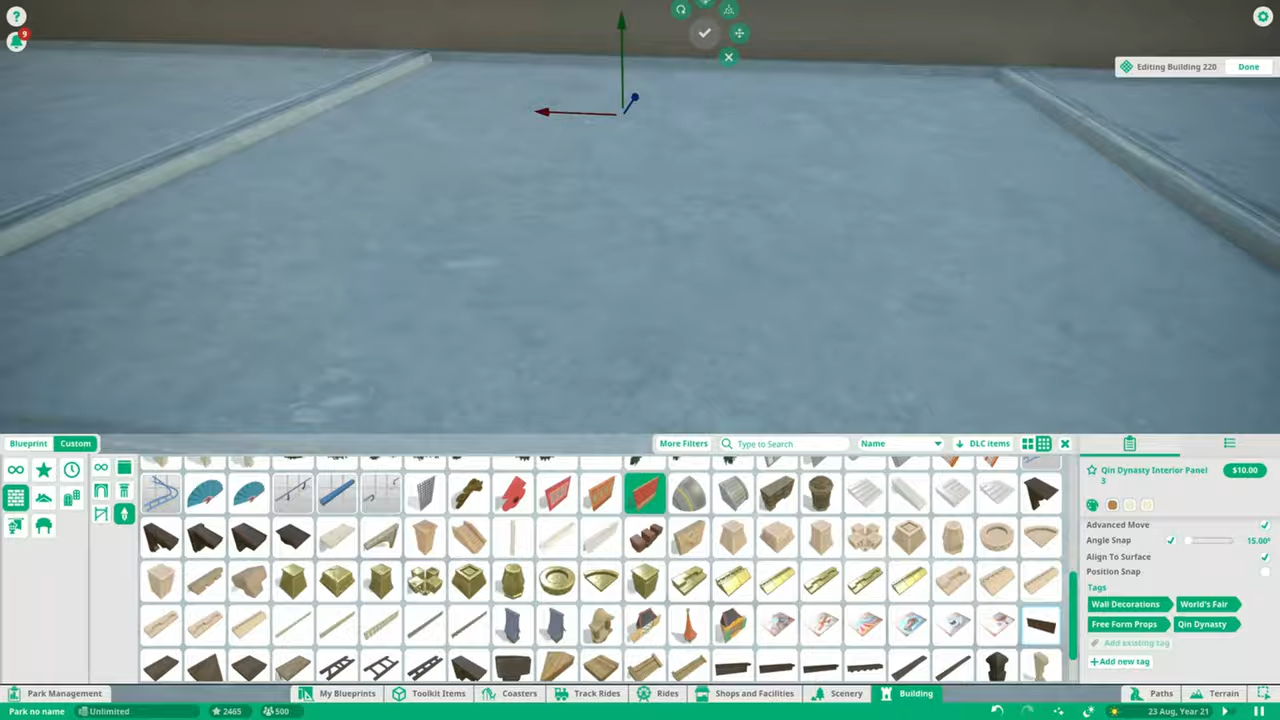 ?
9
Editing Building 220 Done
Blueprint Custom
More Filters Type to Search Name DLC items
Qin Dynasty Interior Panel 3 $10.00
Advanced Move
Angle Snap 15.00°
Align To Surface
Position Snap
Tags
Wall Decorations World's Fair
Free Form Props Qin Dynasty
Add existing tag
+Add new tag
Park Management My Blueprints Toolkit Items Coasters Track Rides Rides Shops and Facilities Scenery Building Paths Terrain
Park no name Unlimited 2465 500 23 Aug, Year 21